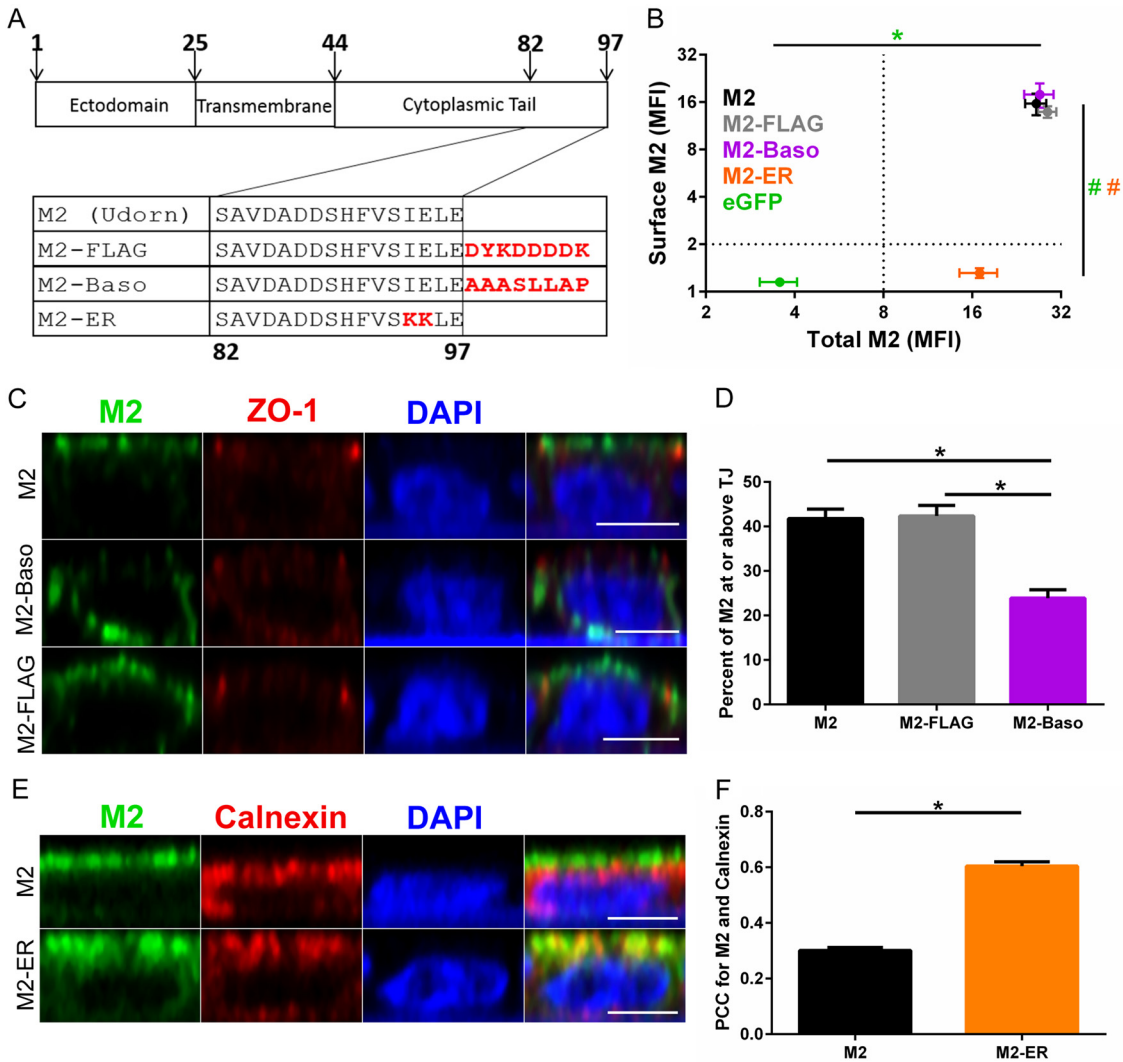 A
1 25 44 82 97
Ectodomain Transmembrane Cytoplasmic Tail
M2 (Udorn) SAVDADDSHFVSIELE
M2-FLAG SAVDADDSHFVSIELEDYKDDDDK
M2-Baso SAVDADDSHFVSIELEAAASLLAP
M2-ER SAVDADDSHFVSKKLE
82 97
B
*
Surface M2 (MFI)
32
16
8
4
2
1
M2
M2-FLAG
M2-Baso
M2-ER
eGFP
# #
2 4 8 16 32
Total M2 (MFI)
C
M2 ZO-1 DAPI
M2
M2-Baso
M2-FLAG
D
Percent of M2 at or above TJ
50
40
30
20
10
0
*
*
M2 M2-FLAG M2-Baso
E
M2 Calnexin DAPI
M2
M2-ER
F
PCC for M2 and Calnexin
0.8
0.6
0.4
0.2
0.0
*
M2 M2-ER